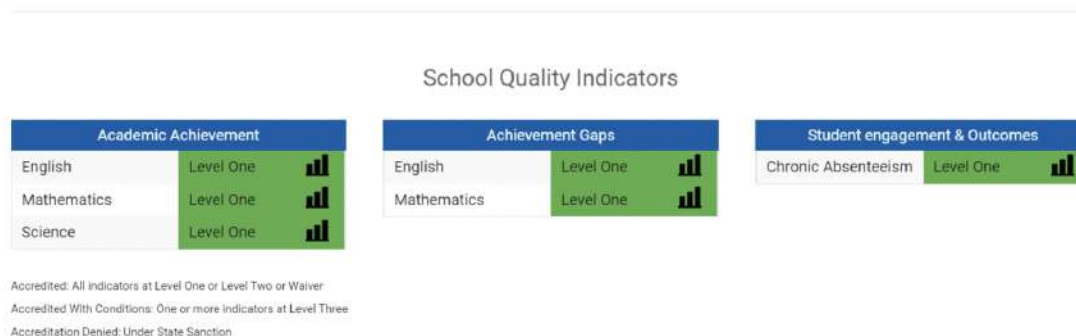 School Quality Indicators
Academic Achievement
English Level One
Mathematics Level One
Science Level One
Achievement Gaps
English Level One
Mathematics Level One
Student engagement & Outcomes
Chronic Absenteeism Level One
Accredited: All indicators at Level One or Level Two or Waiver
Accredited With Conditions: One or more indicators at Level Three
Accreditation Denied: Under State Sanction